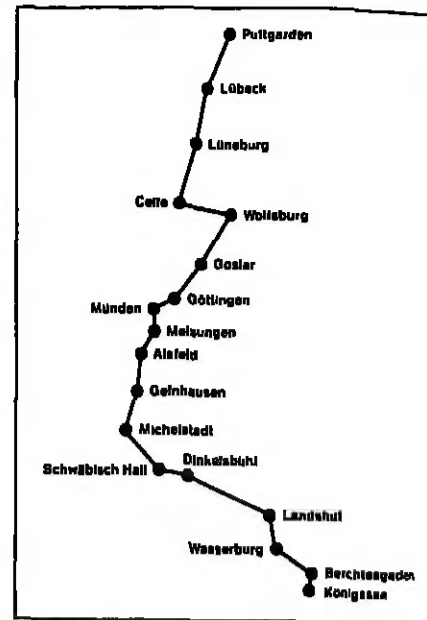 Puttgarden
Lübeck
Lüneburg
Celle
Wolfsburg
Goslar
Göttingen
Münden
Melsungen
Alsfeld
Gelnhausen
Michelstadt
Schwäbisch Hall
Dinkelsbühl
Landshut
Wasserburg
Berchtesgaden
Königssee